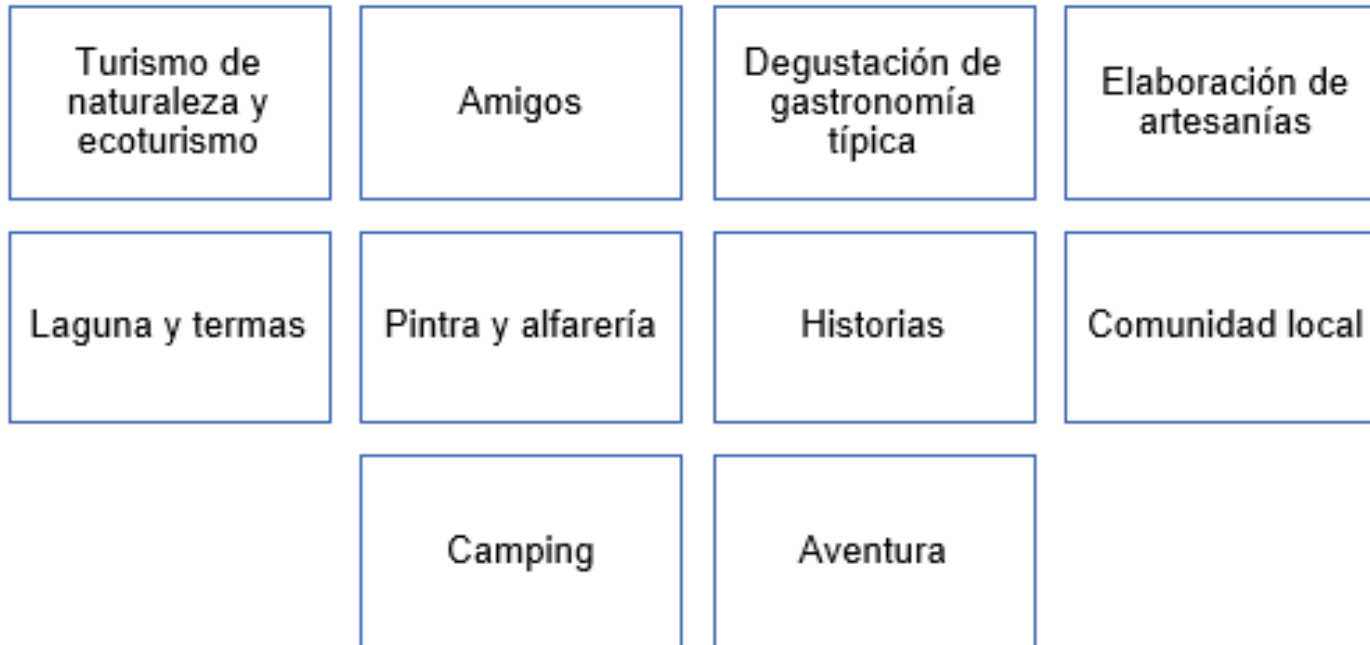 Turismo de
naturaleza y
ecoturismo
Amigos
Degustación de
gastronomía
típica
Elaboración de
artesanías
Laguna y termas
Pintra y alfarería
Historias
Comunidad local
Camping
Aventura